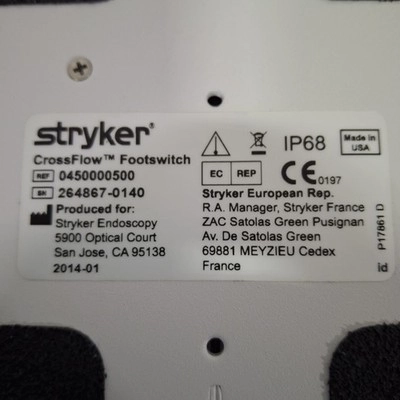 stryker®
CrossFlow™ Footswitch
REF 0450000500
SN 264867-0140
Produced for:
Stryker Endoscopy
5900 Optical Court
San Jose, CA 95138
2014-01
IP68
Made in
USA
EC REP
CE 0197
Stryker European Rep.
R.A. Manager, Stryker France
ZAC Satolas Green Pusignan
Av. De Satolas Green
69881 MEYZIEU Cedex
France
P17861 D
id